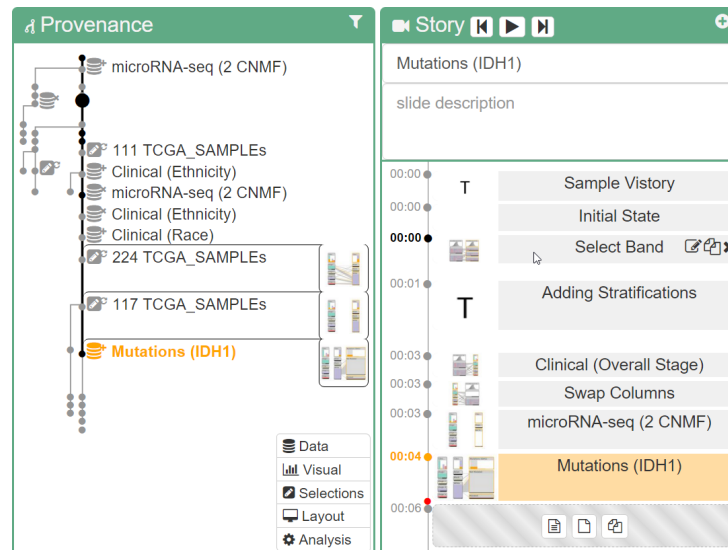 Provenance
microRNA-seq (2 CNMF)
111 TCGA_SAMPLEs
Clinical (Ethnicity)
microRNA-seq (2 CNMF)
Clinical (Ethnicity)
Clinical (Race)
224 TCGA_SAMPLEs
117 TCGA_SAMPLEs
Mutations (IDH1)
Data
Visual
Selections
Layout
Analysis
Story
Mutations (IDH1)
slide description
00:00 T Sample Vistory
00:00 Initial State
00:00 Select Band
00:01 T Adding Stratifications
00:03 Clinical (Overall Stage)
00:03 Swap Columns
00:03 microRNA-seq (2 CNMF)
00:04 Mutations (IDH1)
00:06